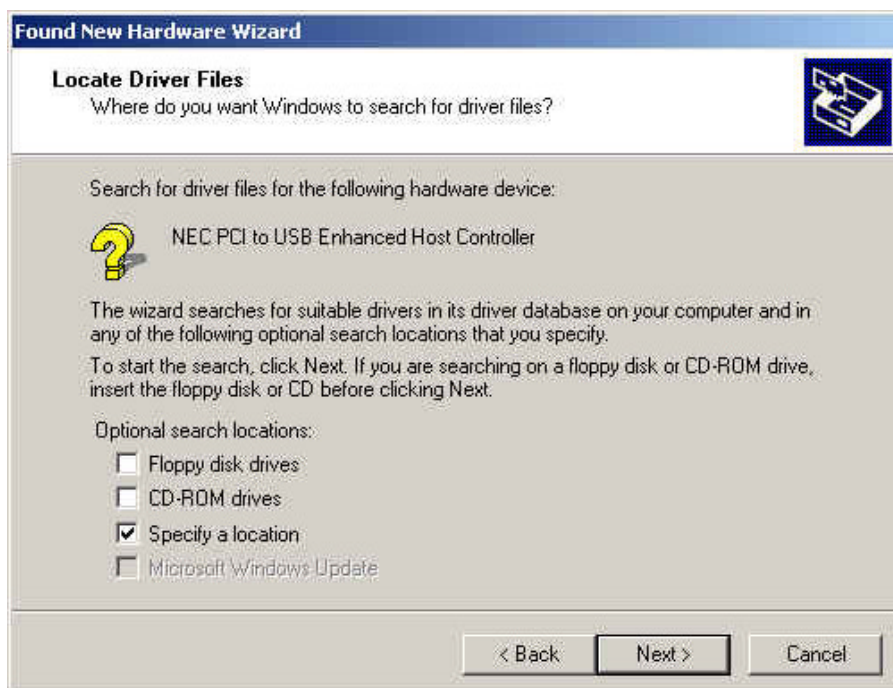 Found New Hardware Wizard
Locate Driver Files
Where do you want Windows to search for driver files?
Search for driver files for the following hardware device:
NEC PCI to USB Enhanced Host Controller
The wizard searches for suitable drivers in its driver database on your computer and in
any of the following optional search locations that you specify.
To start the search, click Next. If you are searching on a floppy disk or CD-ROM drive,
insert the floppy disk or CD before clicking Next.
Optional search locations:
Floppy disk drives
CD-ROM drives
Specify a location
Microsoft Windows Update
< Back Next > Cancel